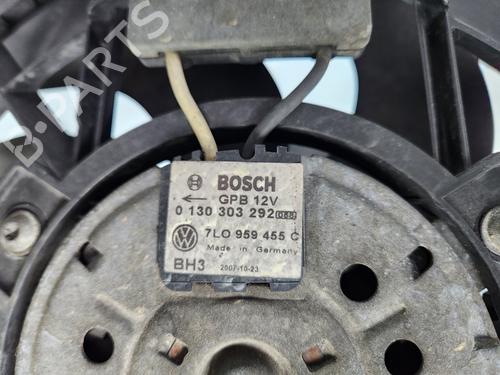 B-PARTS
BOSCH
GPB 12V
0 130 303 292
7L0 959 455 C
Made in Germany
BH3 2007-10-23